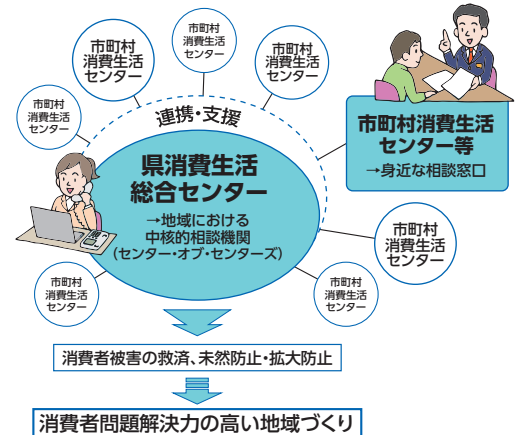 市町村
消費生活
センター
市町村
消費生活
センター
市町村
消費生活
センター
市町村
消費生活
センター
連携・支援
市町村消費生活
センター等
→身近な相談窓口
県消費生活
総合センター
→地域における
中核的相談機関
(センター・オブ・センターズ)
市町村
消費生活
センター
市町村
消費生活
センター
市町村
消費生活
センター
消費者被害の救済、未然防止・拡大防止
消費者問題解決力の高い地域づくり